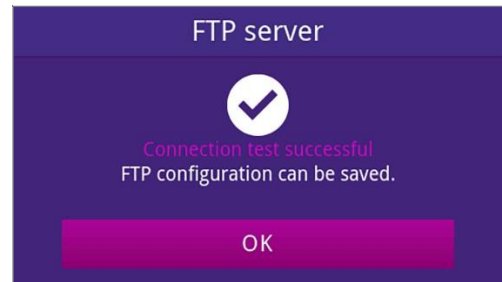 FTP server
Connection test successful
FTP configuration can be saved.
OK